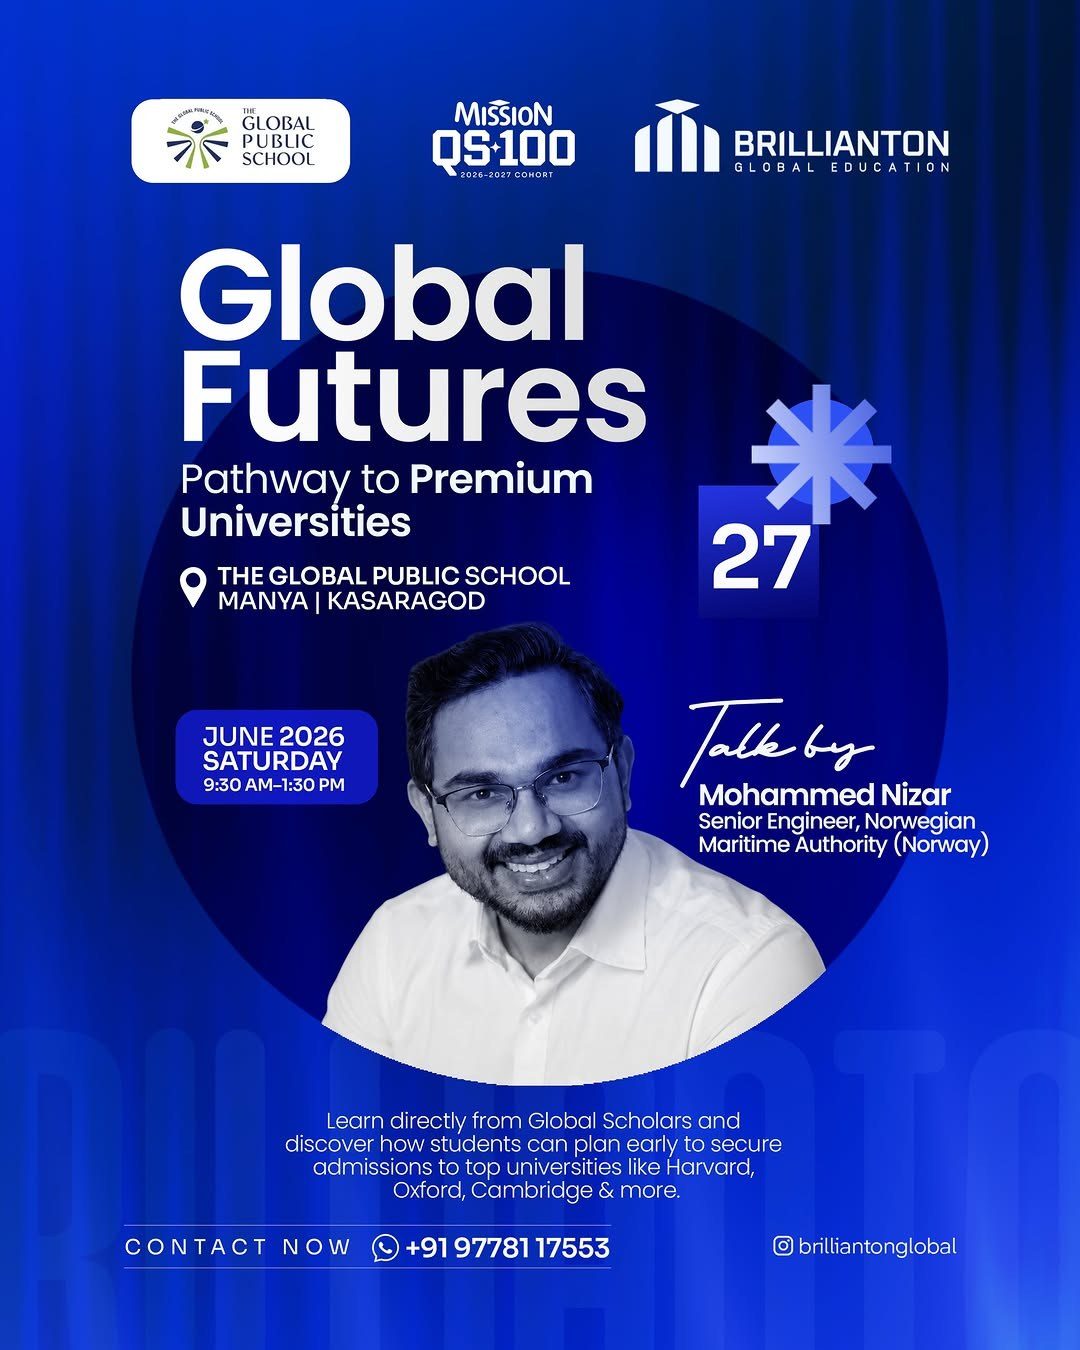 THE GLOBAL PUBLIC SCHOOL
THE
GLOBAL
PUBLIC
SCHOOL
MISSION
QS 100
2026-2027 COHORT
BRILLIANTON
GLOBAL EDUCATION
Global
Futures
Pathway to Premium
Universities
THE GLOBAL PUBLIC SCHOOL
MANYA | KASARAGOD
27
JUNE 2026
SATURDAY
9:30 AM–1:30 PM
Talk by
Mohammed Nizar
Senior Engineer, Norwegian
Maritime Authority (Norway)
Learn directly from Global Scholars and
discover how students can plan early to secure
admissions to top universities like Harvard,
Oxford, Cambridge & more.
CONTACT NOW +91 97781 17553
brilliantonglobal
BRILLIANTO